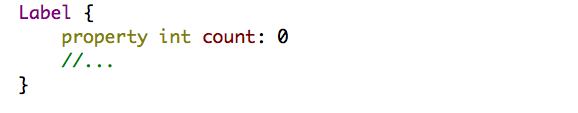 Label {
    property int count: 0
    //...
}